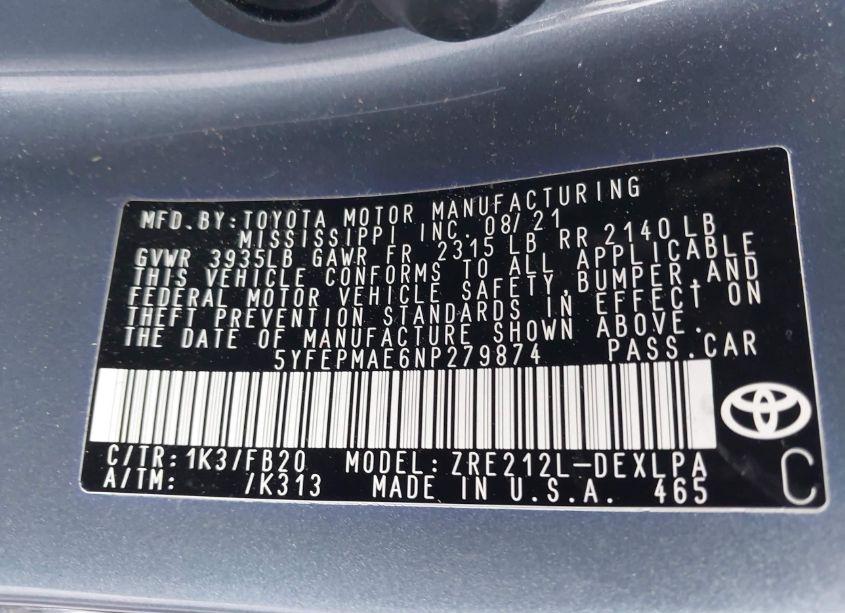 MFD. BY: TOYOTA MOTOR MANUFACTURING
MISSISSIPPI INC. 08/21
GVWR 3935LB GAWR FR 2315 LB RR 2140 LB
THIS VEHICLE CONFORMS TO ALL APPLICABLE
FEDERAL MOTOR VEHICLE SAFETY, BUMPER, AND
THEFT PREVENTION STANDARDS IN EFFECT ON
THE DATE OF MANUFACTURE SHOWN ABOVE.
5YFEPMAE6NP279874 PASS. CAR
C/TR: 1K3/FB20 MODEL: ZRE212L-DEXLPA
A/TM: /K313 MADE IN U.S.A. 465
C